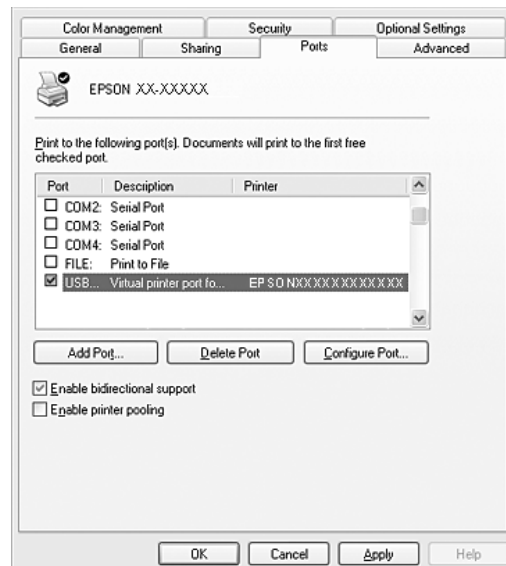 Color Management Security Optional Settings
General Sharing Ports Advanced
EPSON XX-XXXXX
Print to the following port(s). Documents will print to the first free
checked port.
Port Description Printer
COM2: Serial Port
COM3: Serial Port
COM4: Serial Port
FILE: Print to File
USB... Virtual printer port fo... EPSONXXXXXXXXXXXX
Add Port... Delete Port Configure Port...
Enable bidirectional support
Enable printer pooling
OK Cancel Apply Help